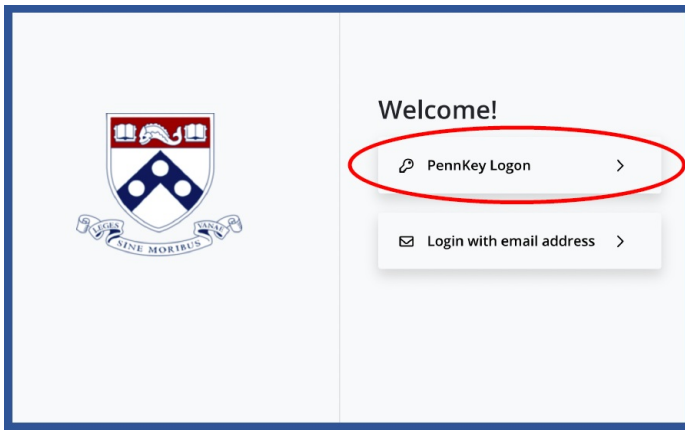 Welcome!
PennKey Logon
Login with email address
LEGES
SINE MORIBUS
VANAE